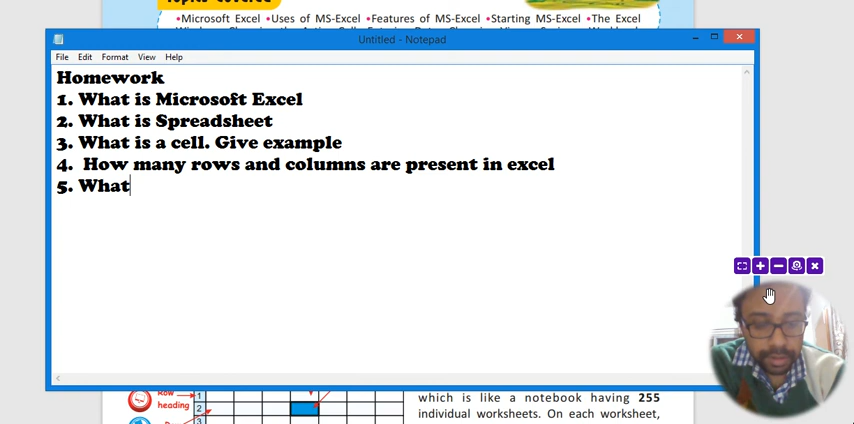 •Microsoft Excel •Uses of MS-Excel •Features of MS-Excel •Starting MS-Excel •The Excel
Untitled - Notepad
File Edit Format View Help
Homework
1. What is Microsoft Excel
2. What is Spreadsheet
3. What is a cell. Give example
4. How many rows and columns are present in excel
5. What
Row
heading
1
2
3
which is like a notebook having 255
individual worksheets. On each worksheet,